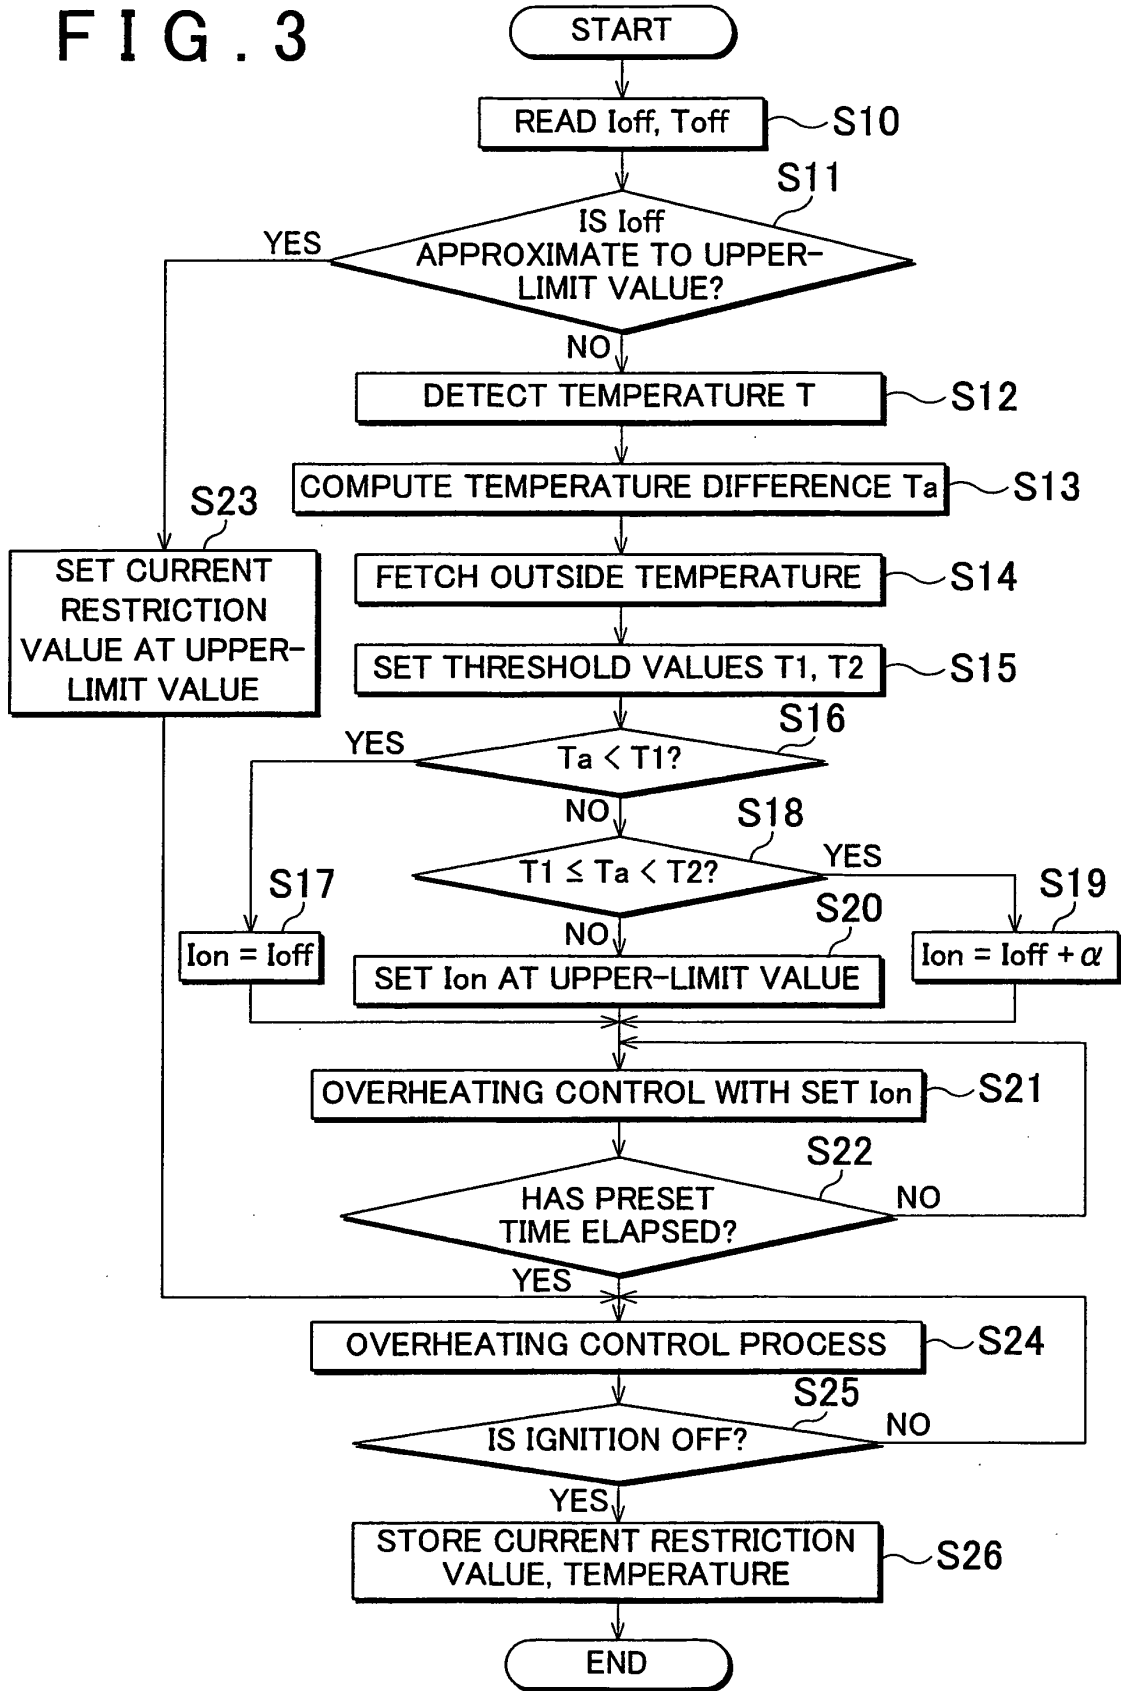 FIG. 3
START
READ Ioff, Toff
S10
S11
IS Ioff
APPROXIMATE TO UPPER-
LIMIT VALUE?
YES
NO
DETECT TEMPERATURE T
S12
COMPUTE TEMPERATURE DIFFERENCE Ta
S13
S23
SET CURRENT
RESTRICTION
VALUE AT UPPER-
LIMIT VALUE
FETCH OUTSIDE TEMPERATURE
S14
SET THRESHOLD VALUES T1, T2
S15
S16
YES
Ta < T1?
NO
S18
T1 ≤ Ta < T2?
YES
S17
Ion = Ioff
NO
S20
SET Ion AT UPPER-LIMIT VALUE
S19
Ion = Ioff + α
OVERHEATING CONTROL WITH SET Ion
S21
S22
HAS PRESET
TIME ELAPSED?
NO
YES
OVERHEATING CONTROL PROCESS
S24
S25
IS IGNITION OFF?
NO
YES
STORE CURRENT RESTRICTION
VALUE, TEMPERATURE
S26
END